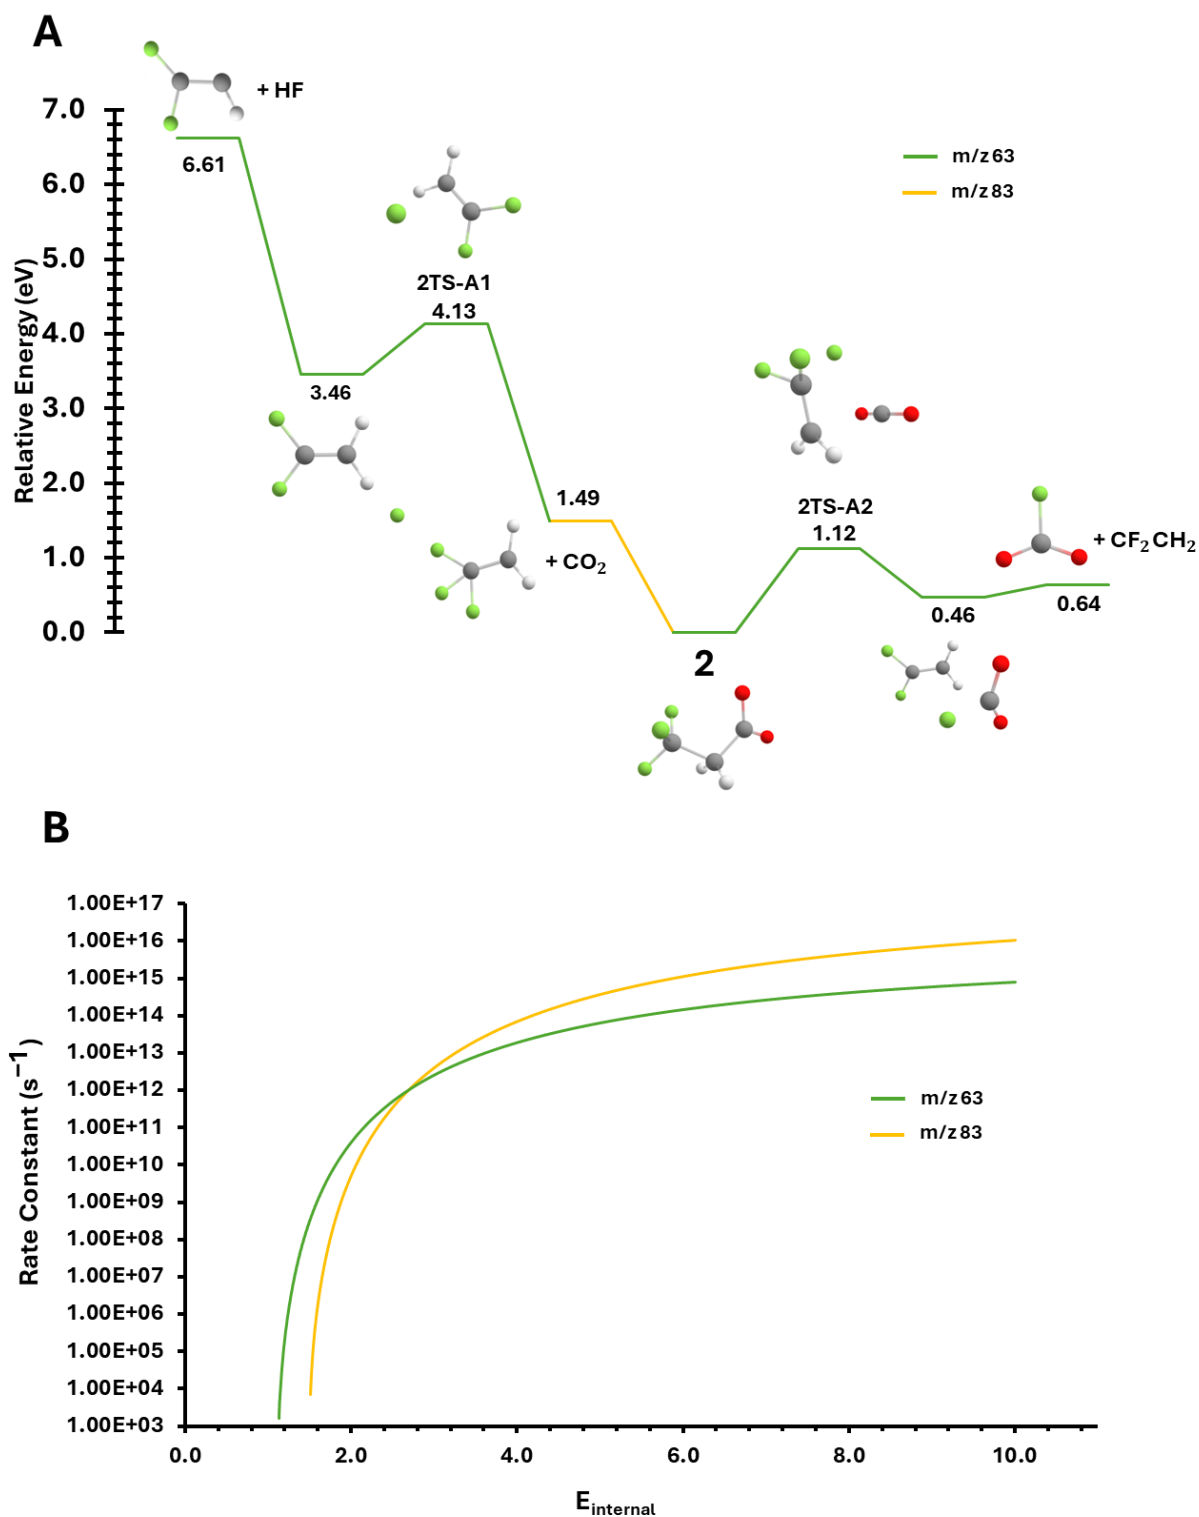 A
+ HF
7.0
6.61
6.0
5.0
4.0
3.0
2.0
1.0
0.0
Relative Energy (eV)
m/z 63
m/z 83
2TS-A1
4.13
3.46
1.49
+ CO₂
2
2TS-A2
1.12
0.46
0.64
+ CF₂CH₂
B
1.00E+17
1.00E+16
1.00E+15
1.00E+14
1.00E+13
1.00E+12
1.00E+11
1.00E+10
1.00E+09
1.00E+08
1.00E+07
1.00E+06
1.00E+05
1.00E+04
1.00E+03
Rate Constant (s⁻¹)
m/z 63
m/z 83
0.0 2.0 4.0 6.0 8.0 10.0
E_internal